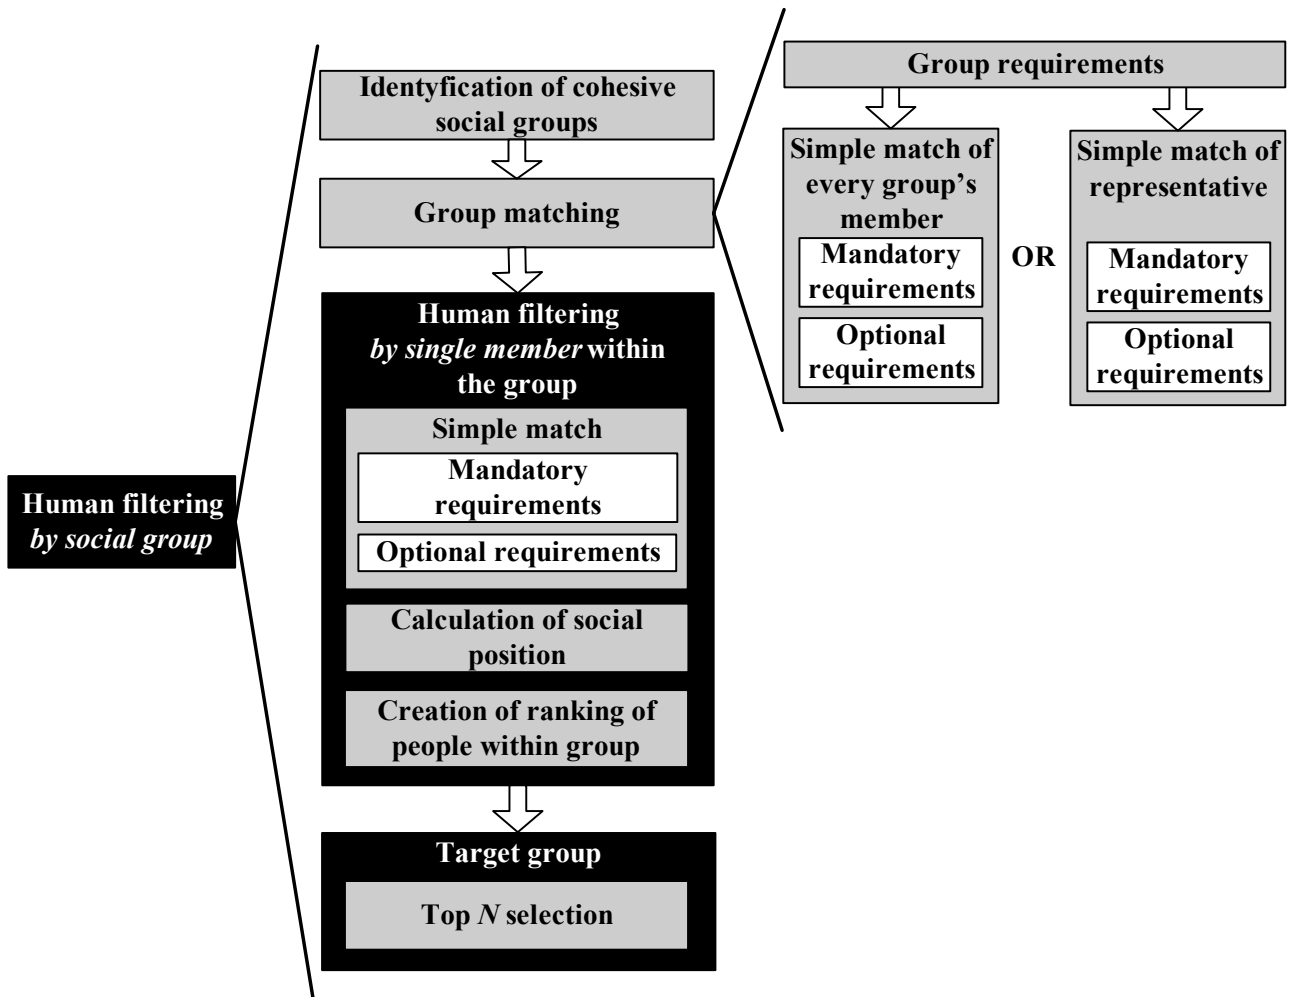 Human filtering
by social group
Identyfication of cohesive
social groups
Group matching
Human filtering
by single member within
the group
Simple match
Mandatory
requirements
Optional requirements
Calculation of social
position
Creation of ranking of
people within group
Target group
Top N selection
Group requirements
Simple match of
every group’s
member
Mandatory
requirements
Optional
requirements
OR
Simple match of
representative
Mandatory
requirements
Optional
requirements